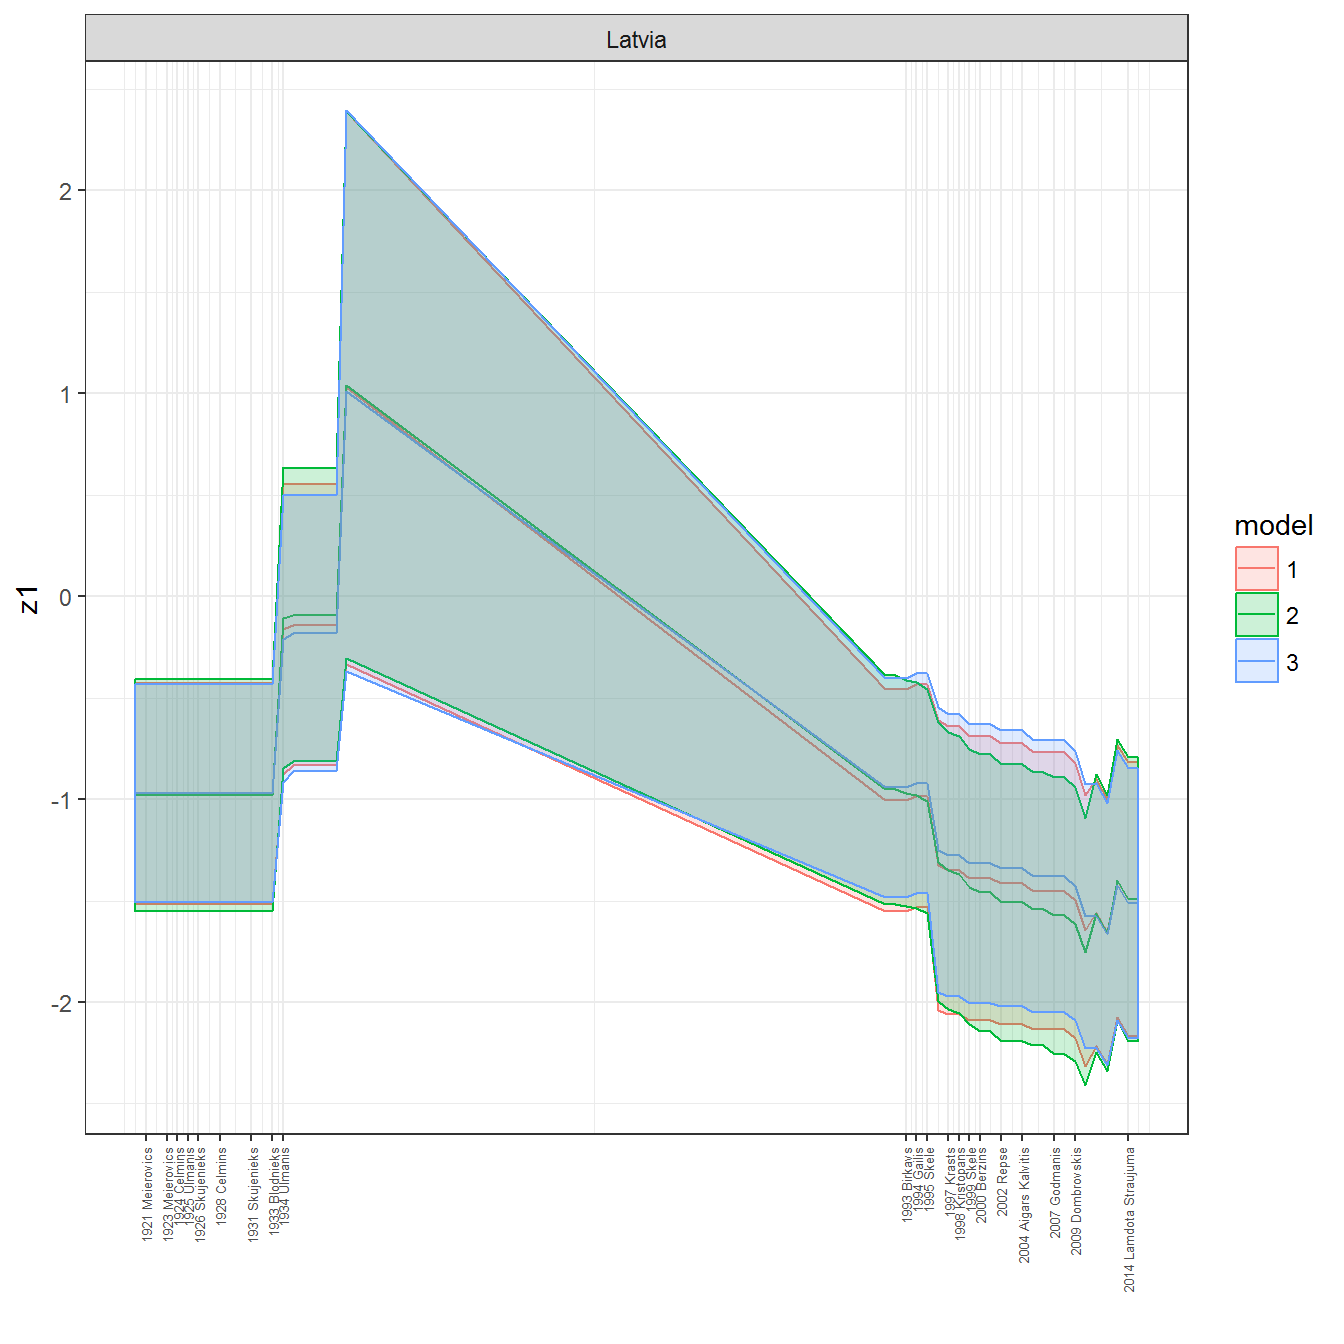 Latvia
2
1
0
-1
-2
z1
model
1
2
3
1921 Meierovics
1923 Meierovics
1924 Celmins
1925 Ulmanis
1926 Skujenieks
1928 Celmins
1931 Skujenieks
1933 Blodnieks
1934 Ulmanis
1993 Birkavs
1994 Gailis
1995 Skele
1997 Krasts
1998 Kristopans
1999 Skele
2000 Berzins
2002 Repse
2004 Aigars Kalvitis
2007 Godmanis
2009 Dombrovskis
2014 Lamdota Straujuma